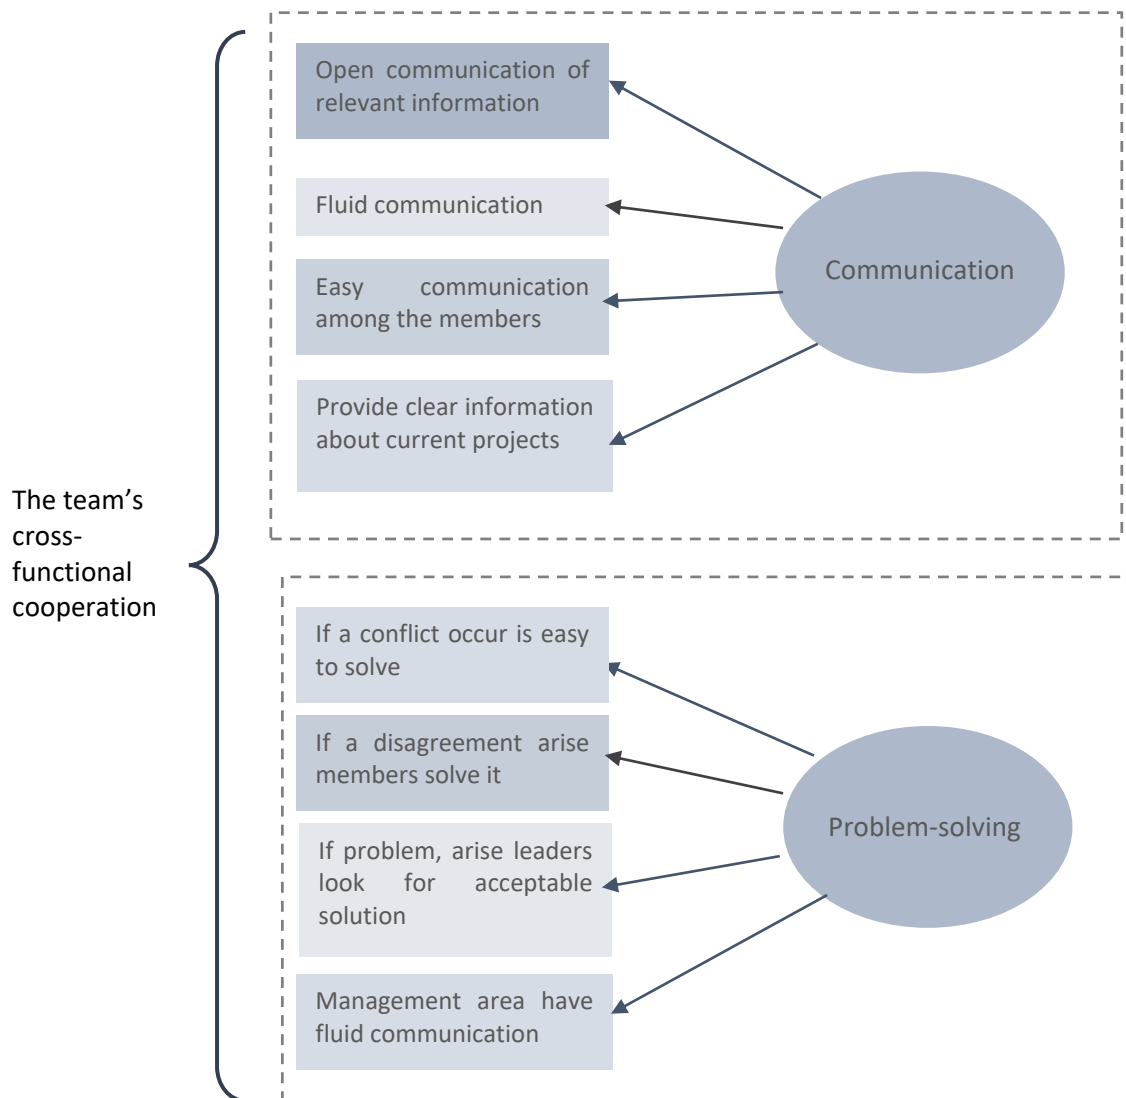 The team’s
cross-
functional
cooperation
Open communication of
relevant information
Fluid communication
Easy communication
among the members
Provide clear information
about current projects
Communication
If a conflict occur is easy
to solve
If a disagreement arise
members solve it
If problem, arise leaders
look for acceptable
solution
Management area have
fluid communication
Problem-solving